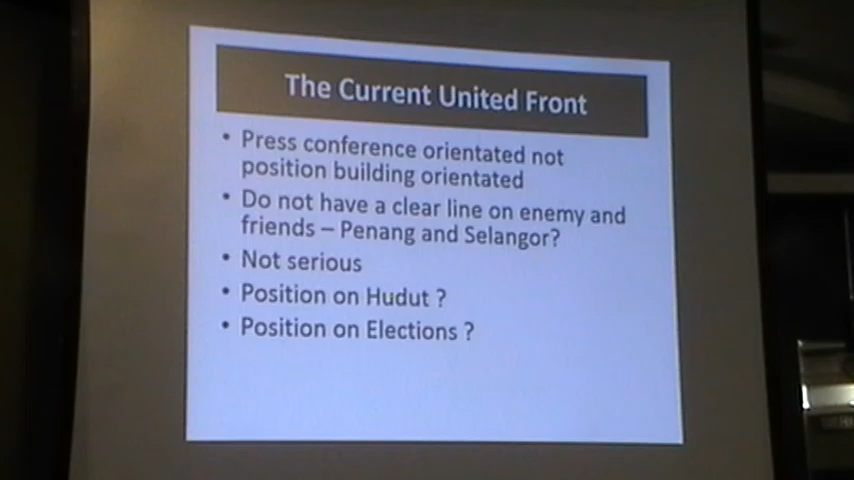 The Current United Front
• Press conference orientated not
position building orientated
• Do not have a clear line on enemy and
friends – Penang and Selangor?
• Not serious
• Position on Hudut ?
• Position on Elections ?